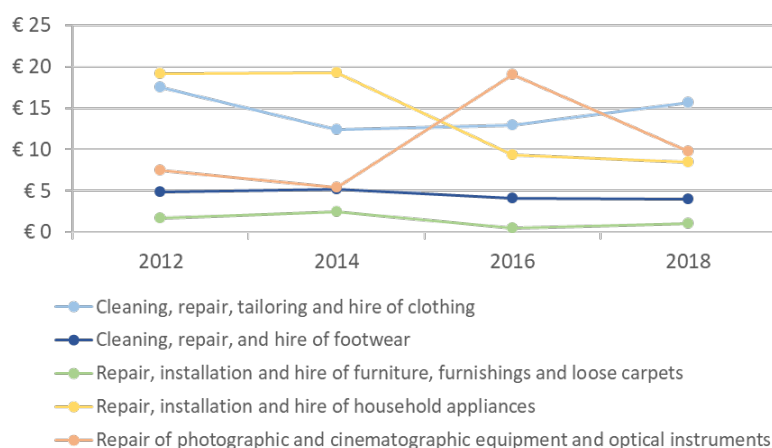 € 25
€ 20
€ 15
€ 10
€ 5
€ 0
2012 2014 2016 2018
Cleaning, repair, tailoring and hire of clothing
Cleaning, repair, and hire of footwear
Repair, installation and hire of furniture, furnishings and loose carpets
Repair, installation and hire of household appliances
Repair of photographic and cinematographic equipment and optical instruments